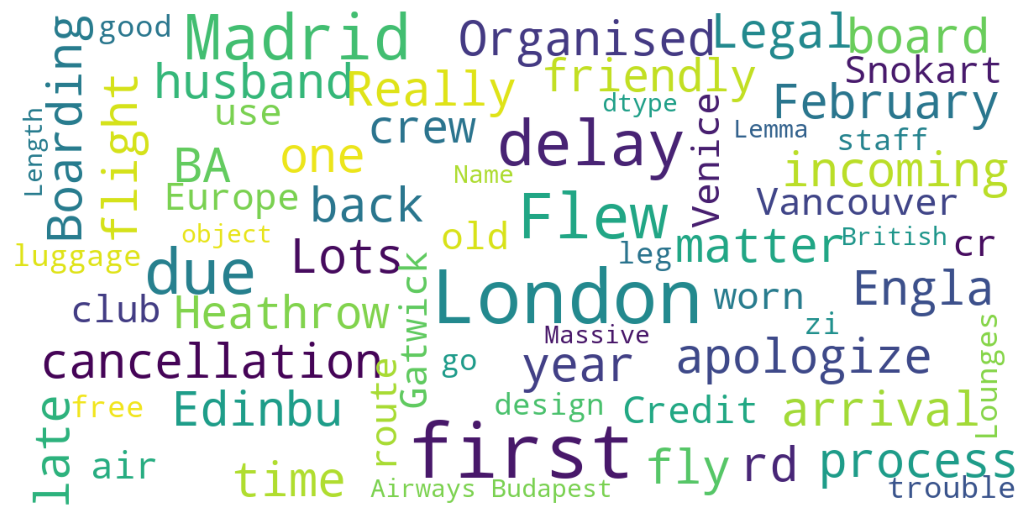 good
Madrid
Organised
Legal
board
Boarding
husband
Really
friendly
Snokart
flight
use
crew
dtype
February
Length
BA
one
delay
Venice
Lemma
staff
incoming
Europe
back
Name
Flew
Vancouver
object
old
luggage
due
Lots
leg
matter
British
cr
club
Heathrow
Gatwick
London
worn
Engla
zi
Massive
cancellation
go
year
apologize
Lounges
late
free
Edinbu
route
design
Credit
arrival
air
time
first
fly
rd
process
Airways
Budapest
trouble